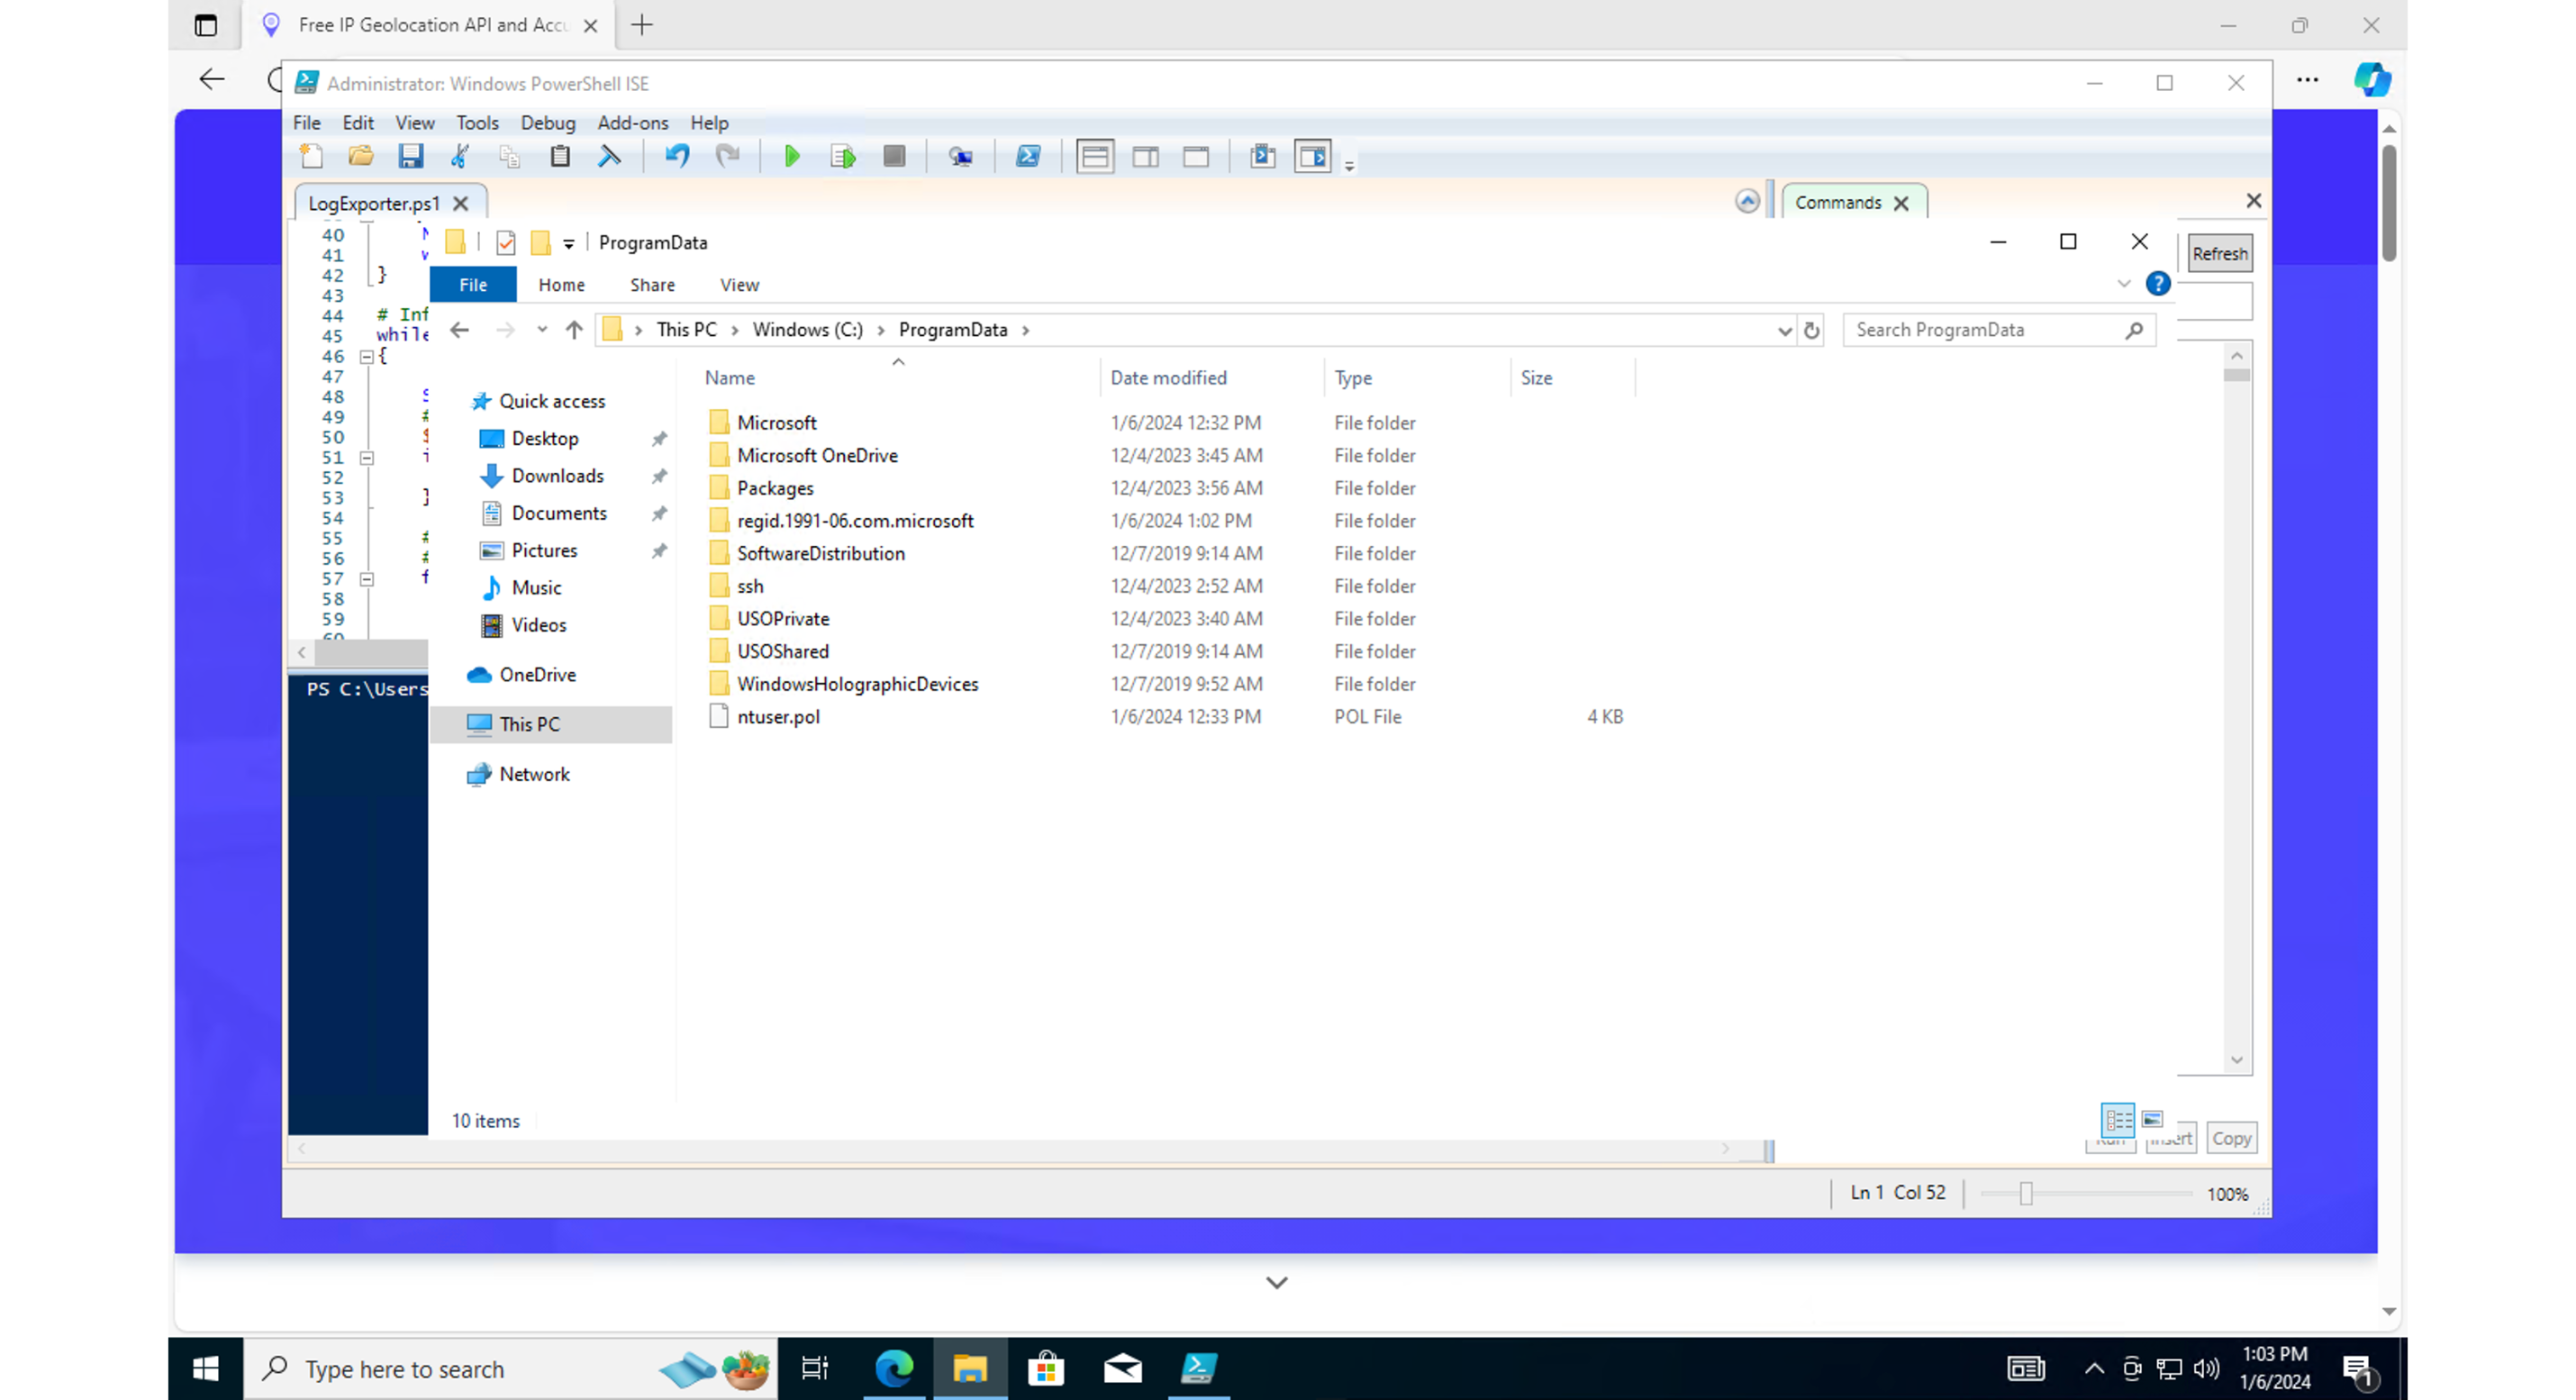 Free IP Geolocation API and Accu
Administrator: Windows PowerShell ISE
File Edit View Tools Debug Add-ons Help
LogExporter.ps1
Commands
40
41
42 }
43
44 # Inf
45 while
46 {
47
48
49 #
50 $
51 i
52
53 }
54
55 #
56 #
57 f
58
59
60
PS C:\Users
ProgramData
Refresh
File Home Share View
This PC > Windows (C:) > ProgramData >
Search ProgramData
Name Date modified Type Size
Quick access
Desktop
Downloads
Documents
Pictures
Music
Videos
OneDrive
This PC
Network
Microsoft 1/6/2024 12:32 PM File folder
Microsoft OneDrive 12/4/2023 3:45 AM File folder
Packages 12/4/2023 3:56 AM File folder
regid.1991-06.com.microsoft 1/6/2024 1:02 PM File folder
SoftwareDistribution 12/7/2019 9:14 AM File folder
ssh 12/4/2023 2:52 AM File folder
USOPrivate 12/4/2023 3:40 AM File folder
USOShared 12/7/2019 9:14 AM File folder
WindowsHolographicDevices 12/7/2019 9:52 AM File folder
ntuser.pol 1/6/2024 12:33 PM POL File 4 KB
10 items
Copy
Ln 1 Col 52
100%
Type here to search
1:03 PM
1/6/2024
1